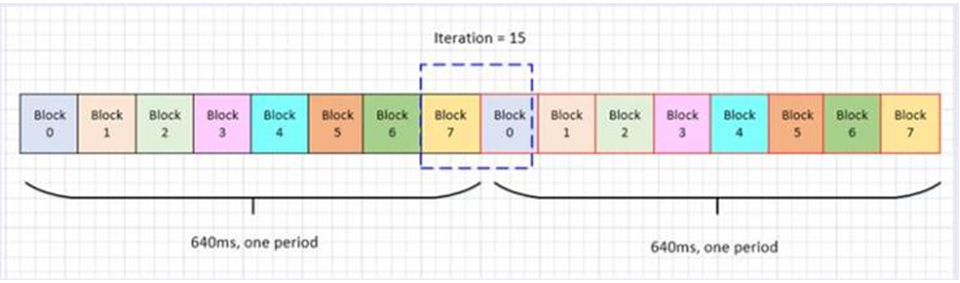 Iteration = 15
Block Block Block Block Block Block Block Block Block Block Block Block Block Block Block Block
0 1 2 3 4 5 6 7 0 1 2 3 4 5 6 7
640ms, one period
640ms, one period